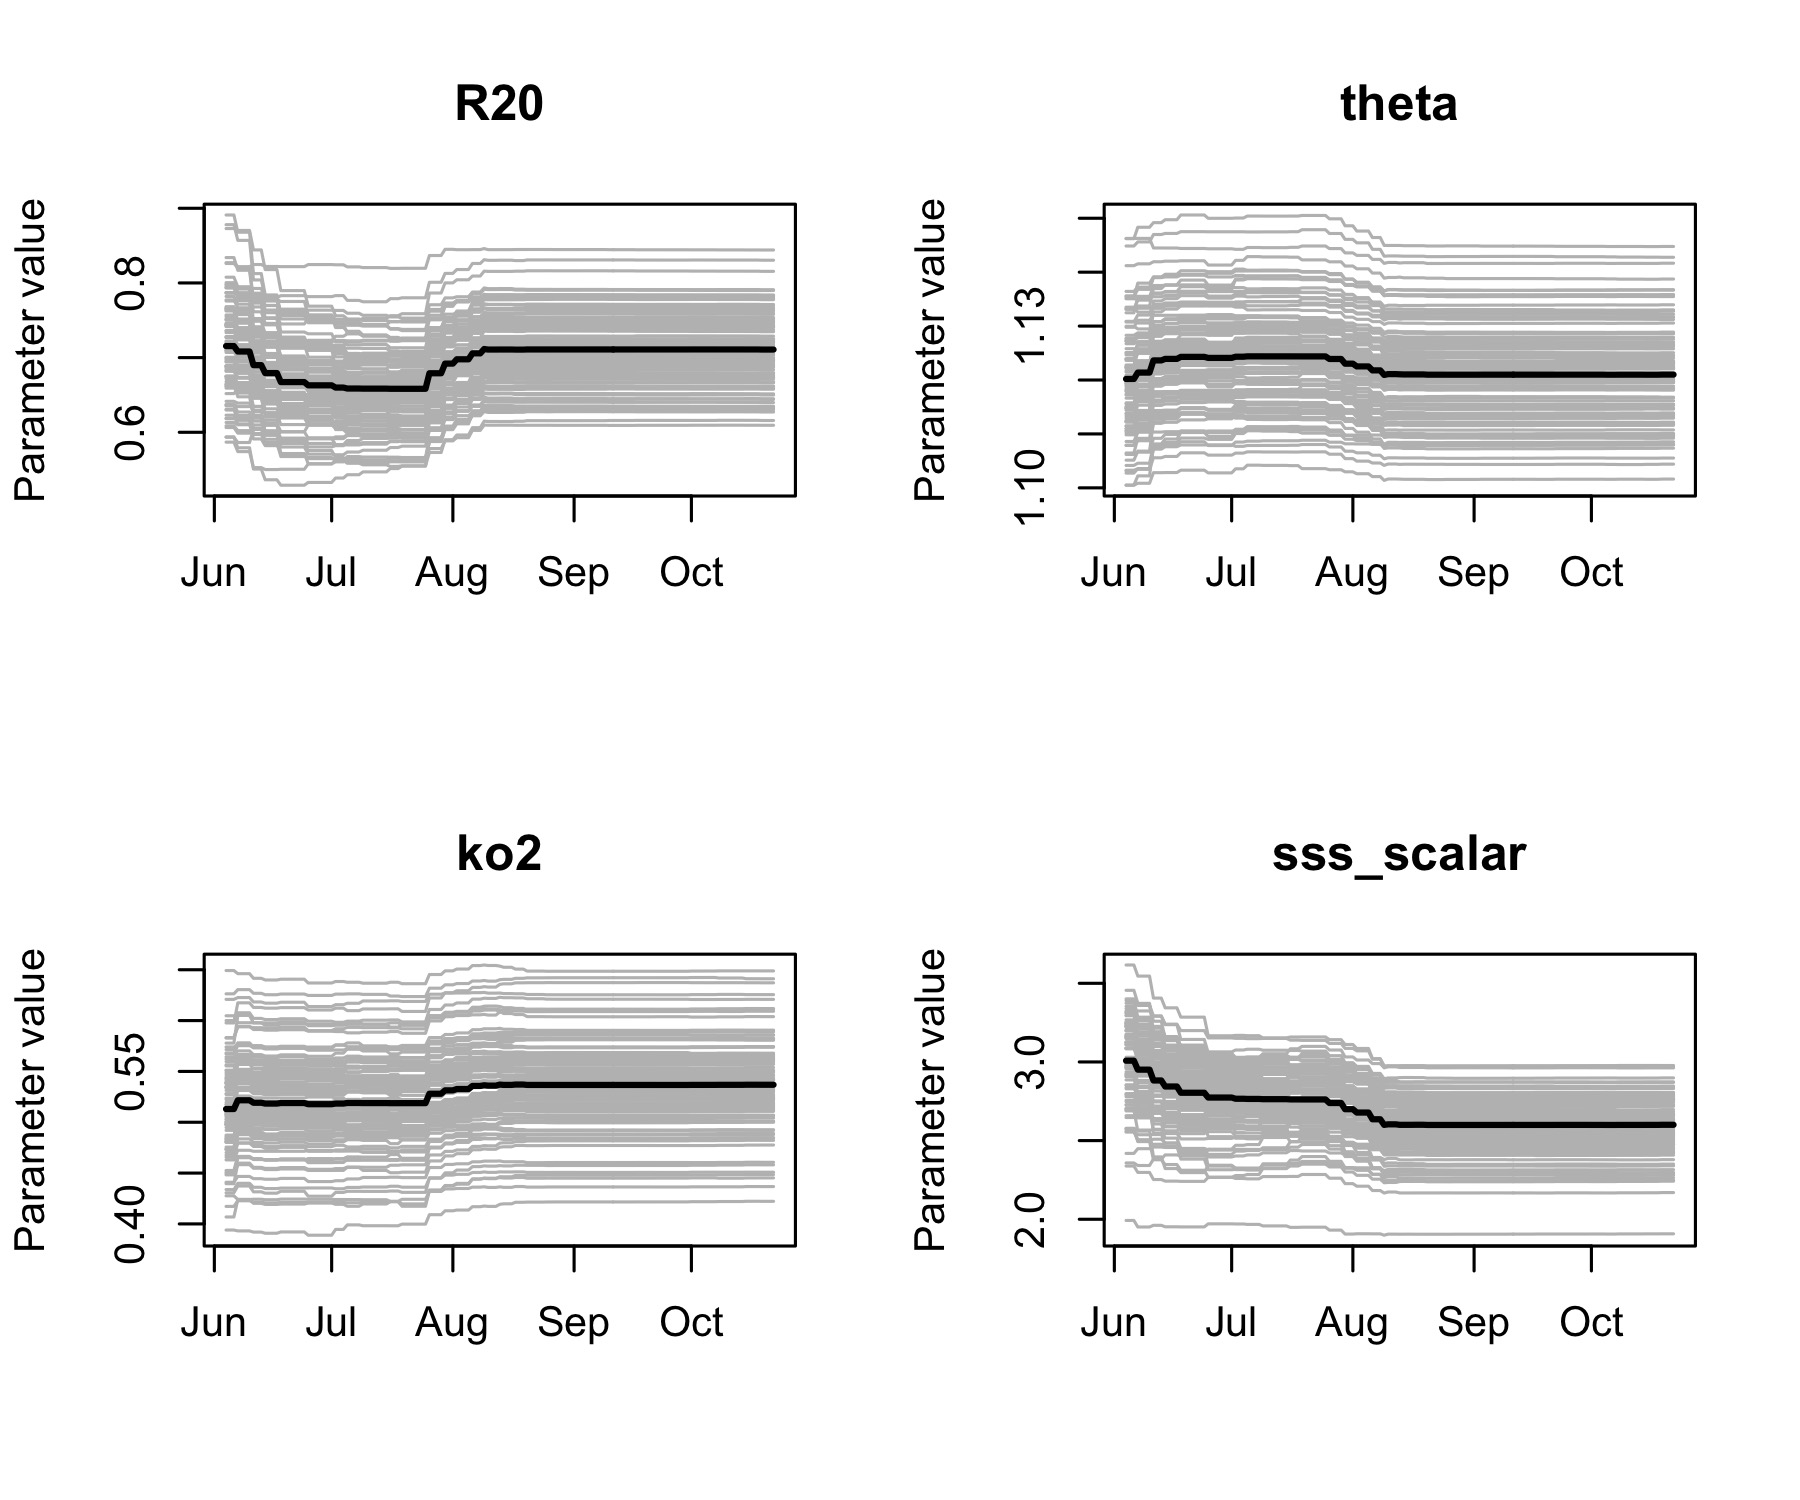 R20
Parameter value
0.6 0.8
Jun Jul Aug Sep Oct
theta
Parameter value
1.10 1.13
Jun Jul Aug Sep Oct
ko2
Parameter value
0.40 0.55
Jun Jul Aug Sep Oct
sss_scalar
Parameter value
2.0 3.0
Jun Jul Aug Sep Oct